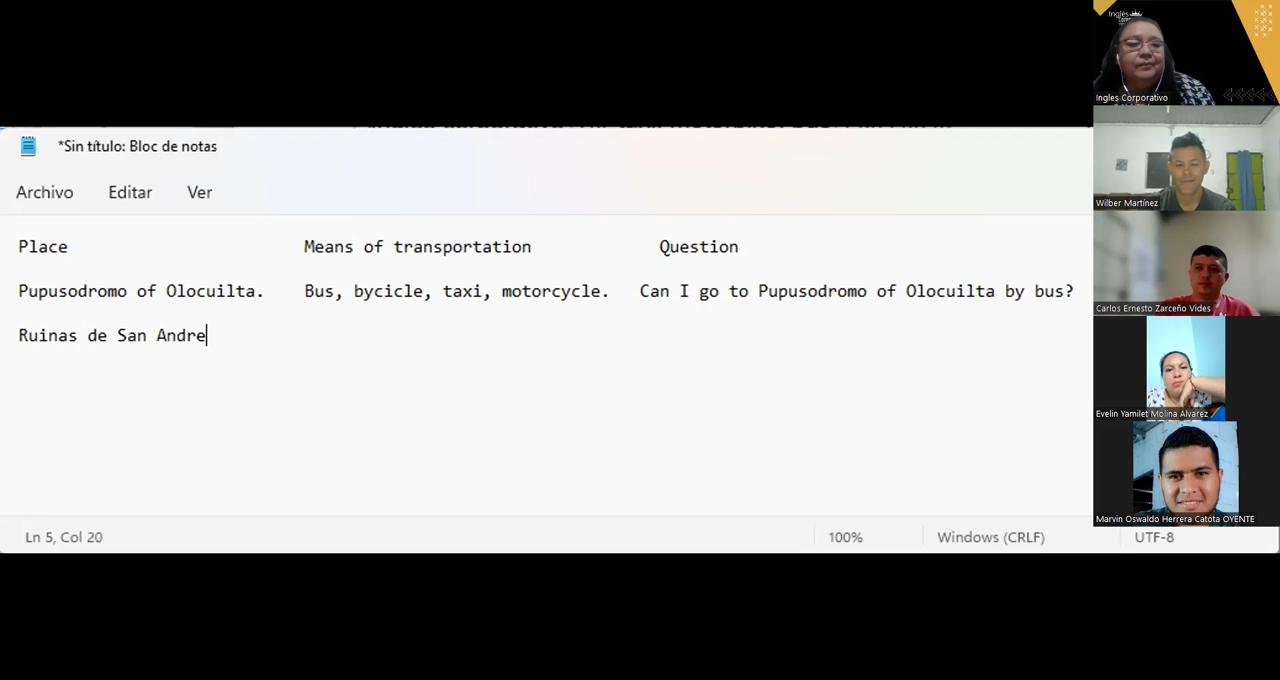 *Sin título: Bloc de notas
Archivo Editar Ver
Place Means of transportation Question
Pupusodromo of Olocuilta. Bus, bycicle, taxi, motorcycle. Can I go to Pupusodromo of Olocuilta by bus?
Ruinas de San Andre
Ln 5, Col 20 100% Windows (CRLF) UTF-8
Inglés
Ingles Corporativo
Wilber Martínez
Carlos Ernesto Zarceño Vides
Evelin Yamilet Molina Alvarez
Marvin Oswaldo Herrera Catota OYENTE